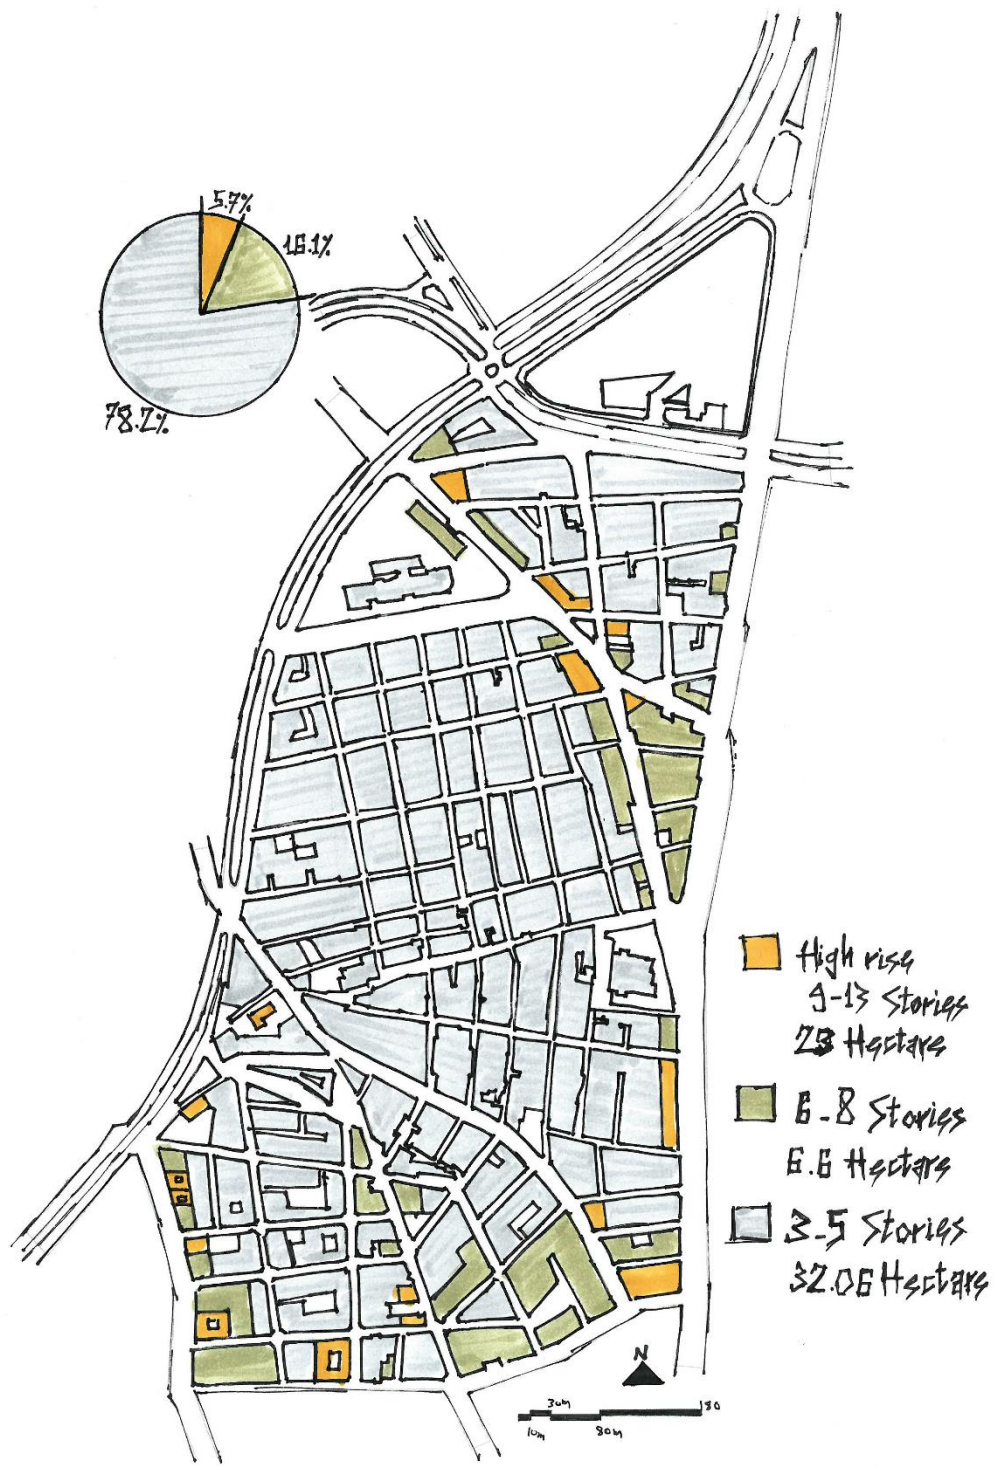 5.7%
16.1%
78.2%
High rise
9-13 Stories
Hectare
6-8 Stories
6.6 Hectare
3-5 Stories
32.06 Hectare
N
30m
180
10m
80m